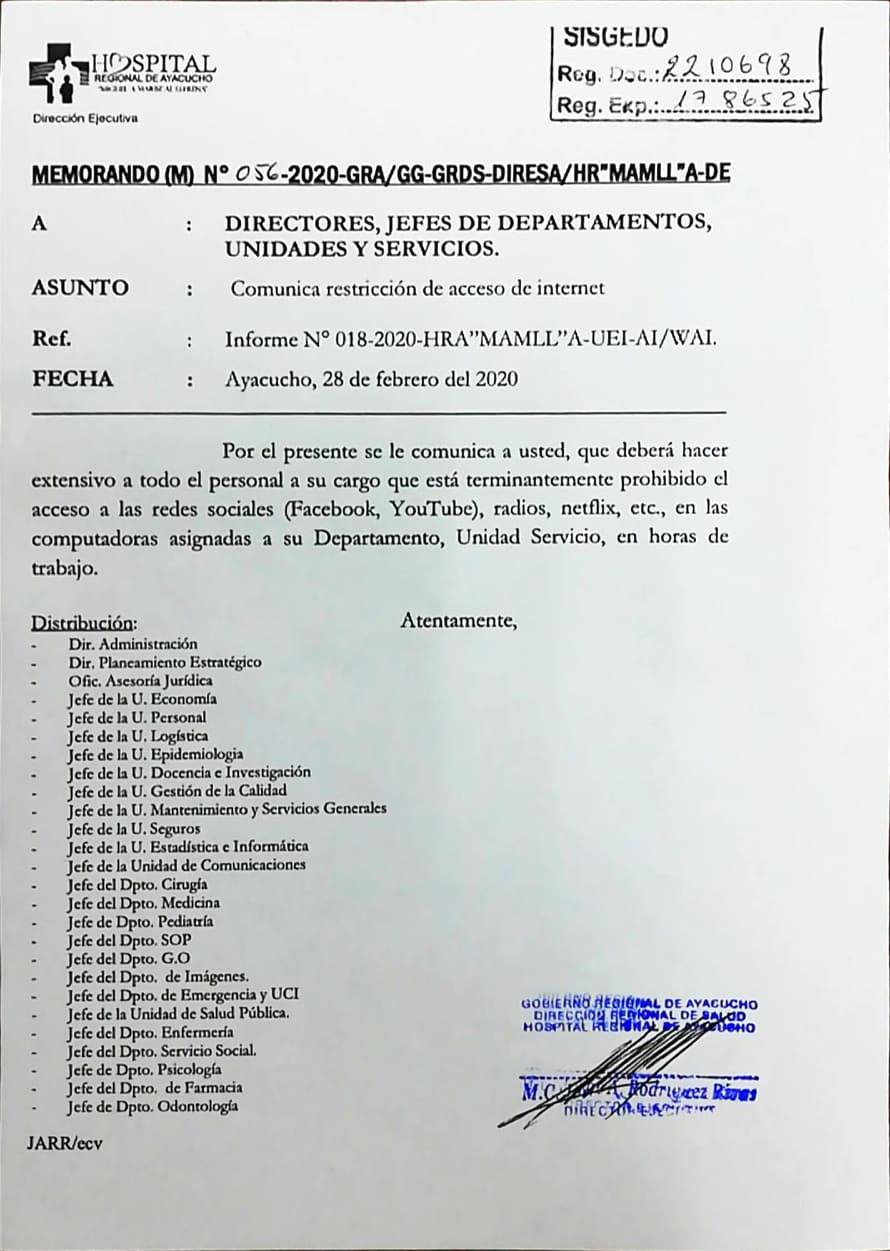 HOSPITAL
REGIONAL DE AYACUCHO
Dirección Ejecutiva
SISGEDO
Reg. Doc.: 2210698
Reg. Exp.: 1786525
MEMORANDO (M) N° 056-2020-GRA/GG-GRDS-DIRESA/HR"MAMLL"A-DE
A : DIRECTORES, JEFES DE DEPARTAMENTOS,
UNIDADES Y SERVICIOS.
ASUNTO : Comunica restricción de acceso de internet
Ref. : Informe N° 018-2020-HRA"MAMLL"A-UEI-AI/WAI.
FECHA : Ayacucho, 28 de febrero del 2020
Por el presente se le comunica a usted, que deberá hacer
extensivo a todo el personal a su cargo que está terminantemente prohibido el
acceso a las redes sociales (Facebook, YouTube), radios, netflix, etc., en las
computadoras asignadas a su Departamento, Unidad Servicio, en horas de
trabajo.
Atentamente,
Distribución:
- Dir. Administración
- Dir. Planeamiento Estratégico
- Ofic. Asesoría Jurídica
- Jefe de la U. Economía
- Jefe de la U. Personal
- Jefe de la U. Logística
- Jefe de la U. Epidemiologia
- Jefe de la U. Docencia e Investigación
- Jefe de la U. Gestión de la Calidad
- Jefe de la U. Mantenimiento y Servicios Generales
- Jefe de la U. Seguros
- Jefe de la U. Estadística e Informática
- Jefe de la Unidad de Comunicaciones
- Jefe del Dpto. Cirugía
- Jefe del Dpto. Medicina
- Jefe de Dpto. Pediatría
- Jefe del Dpto. SOP
- Jefe del Dpto. G.O
- Jefe del Dpto. de Imágenes.
- Jefe del Dpto. de Emergencia y UCI
- Jefe de la Unidad de Salud Pública.
- Jefe del Dpto. Enfermería
- Jefe del Dpto. Servicio Social.
- Jefe de Dpto. Psicología
- Jefe del Dpto. de Farmacia
- Jefe de Dpto. Odontología
GOBIERNO REGIONAL DE AYACUCHO
DIRECCIÓN REGIONAL DE SALUD
HOSPITAL REGIONAL DE AYACUCHO
M.C. A. Rodriguez Rivas
DIRECTOR EJECUTIVO
JARR/ecv